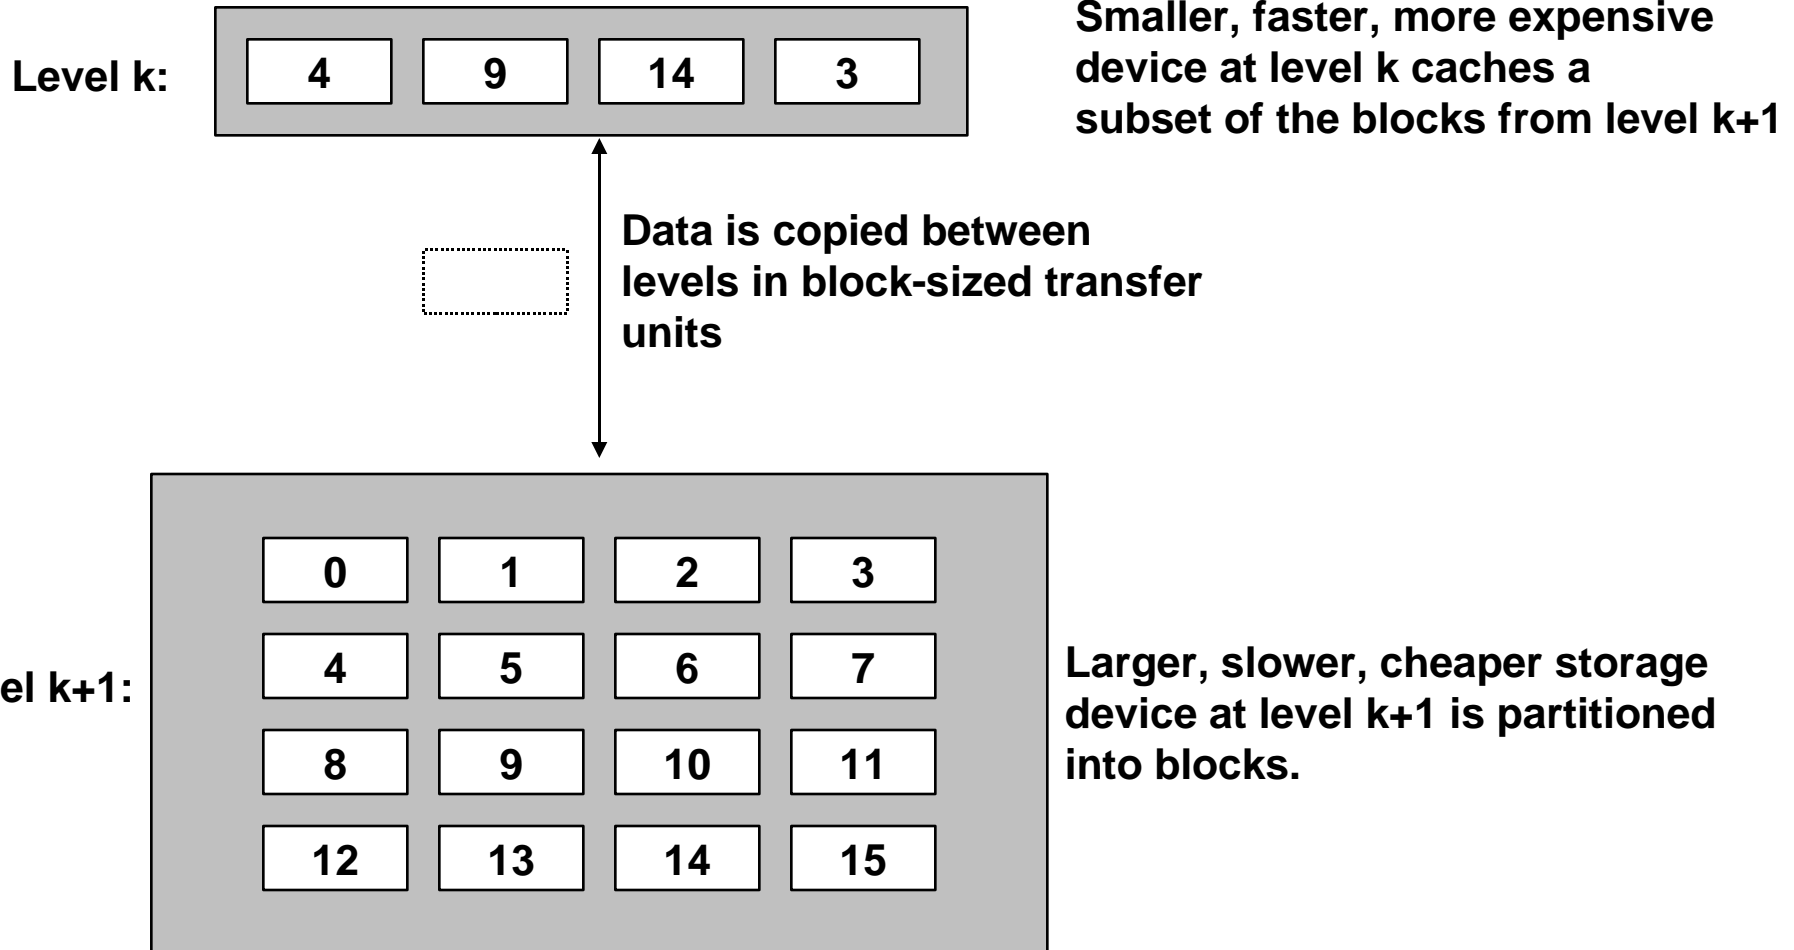 Smaller, faster, more expensive
device at level k caches a
subset of the blocks from level k+1
Level k:
4 9 14 3
Data is copied between
levels in block-sized transfer
units
0 1 2 3
4 5 6 7
8 9 10 11
12 13 14 15
el k+1:
Larger, slower, cheaper storage
device at level k+1 is partitioned
into blocks.